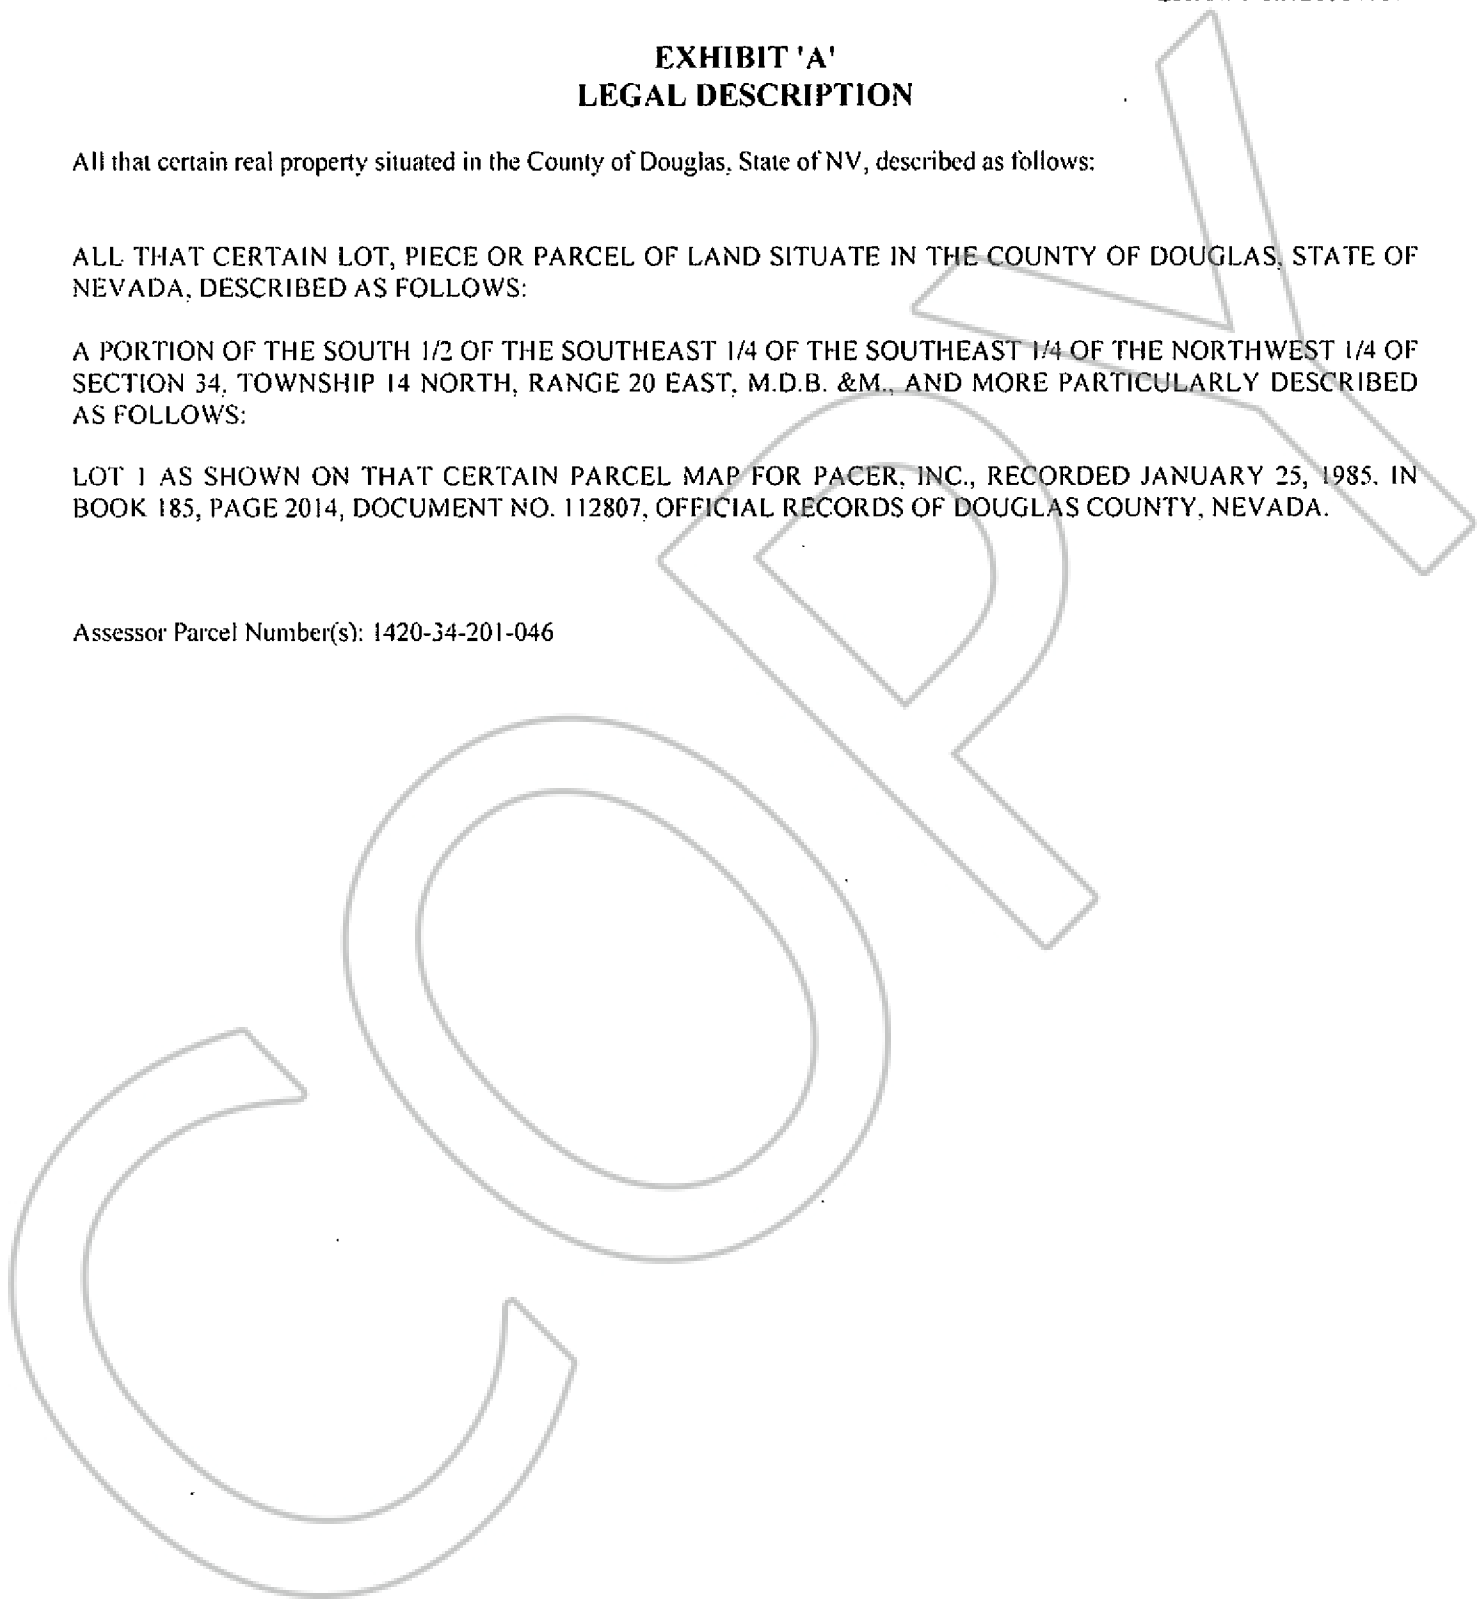 EXHIBIT 'A'
LEGAL DESCRIPTION
All that certain real property situated in the County of Douglas, State of NV, described as follows:
ALL THAT CERTAIN LOT, PIECE OR PARCEL OF LAND SITUATE IN THE COUNTY OF DOUGLAS, STATE OF
NEVADA, DESCRIBED AS FOLLOWS:
A PORTION OF THE SOUTH 1/2 OF THE SOUTHEAST 1/4 OF THE SOUTHEAST 1/4 OF THE NORTHWEST 1/4 OF
SECTION 34, TOWNSHIP 14 NORTH, RANGE 20 EAST, M.D.B. &M., AND MORE PARTICULARLY DESCRIBED
AS FOLLOWS:
LOT 1 AS SHOWN ON THAT CERTAIN PARCEL MAP FOR PACER, INC., RECORDED JANUARY 25, 1985, IN
BOOK 185, PAGE 2014, DOCUMENT NO. 112807, OFFICIAL RECORDS OF DOUGLAS COUNTY, NEVADA.
Assessor Parcel Number(s): 1420-34-201-046
COPY